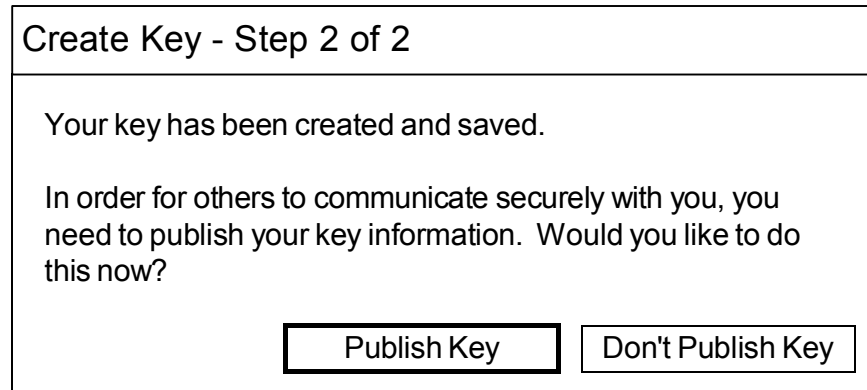 Create Key - Step 2 of 2
Your key has been created and saved.
In order for others to communicate securely with you, you
need to publish your key information.  Would you like to do
this now?
Publish Key Don't Publish Key